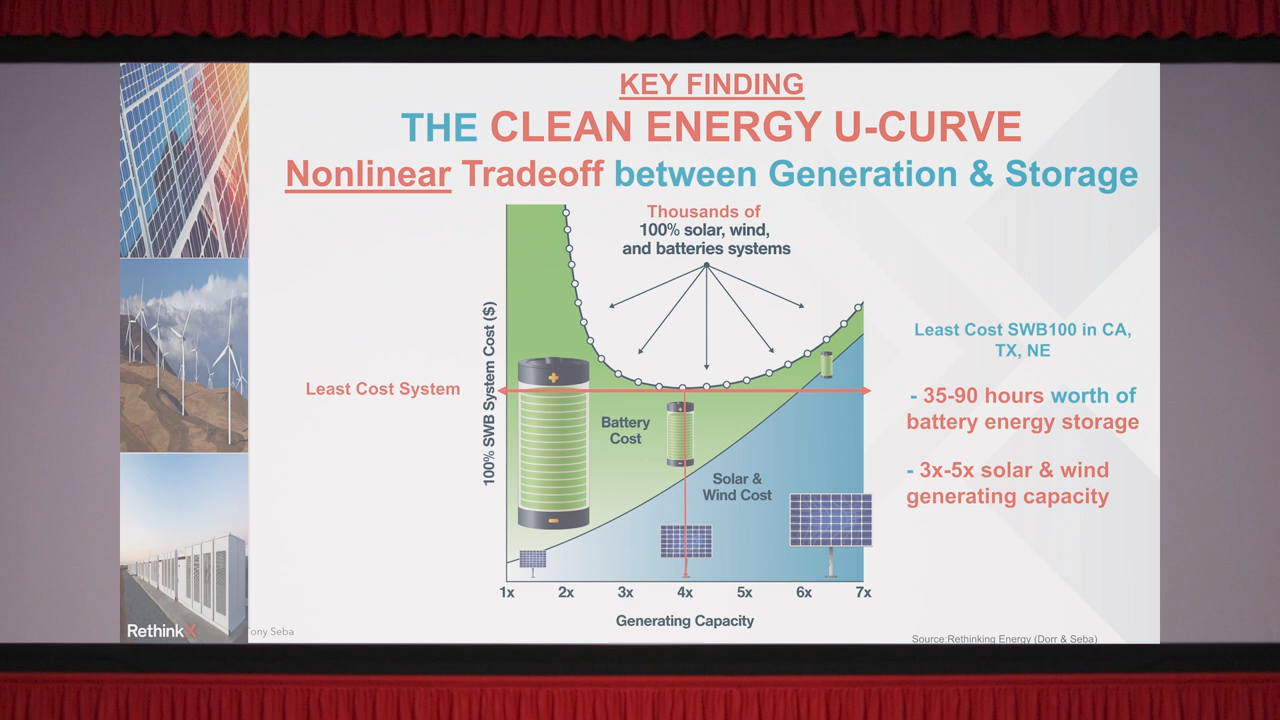 KEY FINDING
THE CLEAN ENERGY U-CURVE
Nonlinear Tradeoff between Generation & Storage
Thousands of
100% solar, wind,
and batteries systems
100% SWB System Cost ($)
Least Cost System
Battery
Cost
Solar &
Wind Cost
1x 2x 3x 4x 5x 6x 7x
Generating Capacity
Least Cost SWB100 in CA,
TX, NE
- 35-90 hours worth of
battery energy storage
- 3x-5x solar & wind
generating capacity
RethinkX
ony Seba
Source:Rethinking Energy (Dorr & Seba)